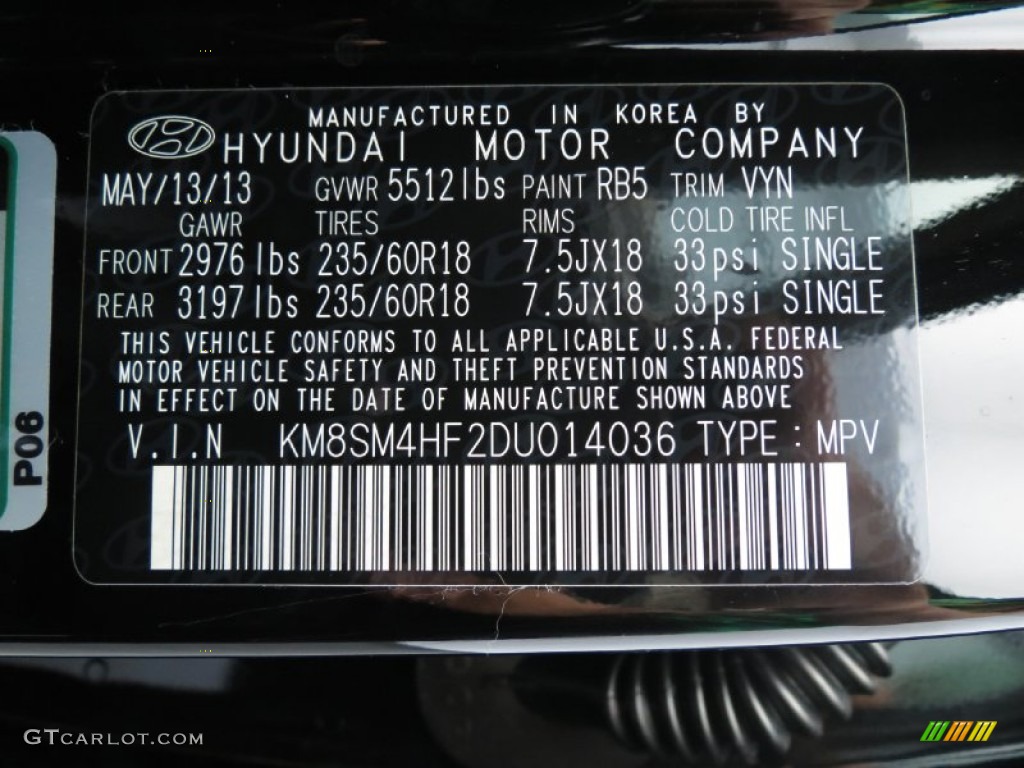 MANUFACTURED IN KOREA BY
HYUNDAI MOTOR COMPANY
MAY/13/13 GVWR 5512lbs PAINT RB5 TRIM VYN
GAWR TIRES RIMS COLD TIRE INFL
FRONT 2976lbs 235/60R18 7.5JX18 33psi SINGLE
REAR 3197lbs 235/60R18 7.5JX18 33psi SINGLE
THIS VEHICLE CONFORMS TO ALL APPLICABLE U.S.A. FEDERAL
MOTOR VEHICLE SAFETY AND THEFT PREVENTION STANDARDS
IN EFFECT ON THE DATE OF MANUFACTURE SHOWN ABOVE
V.I.N KM8SM4HF2DU014036 TYPE : MPV
P06
GTCARLOT.COM